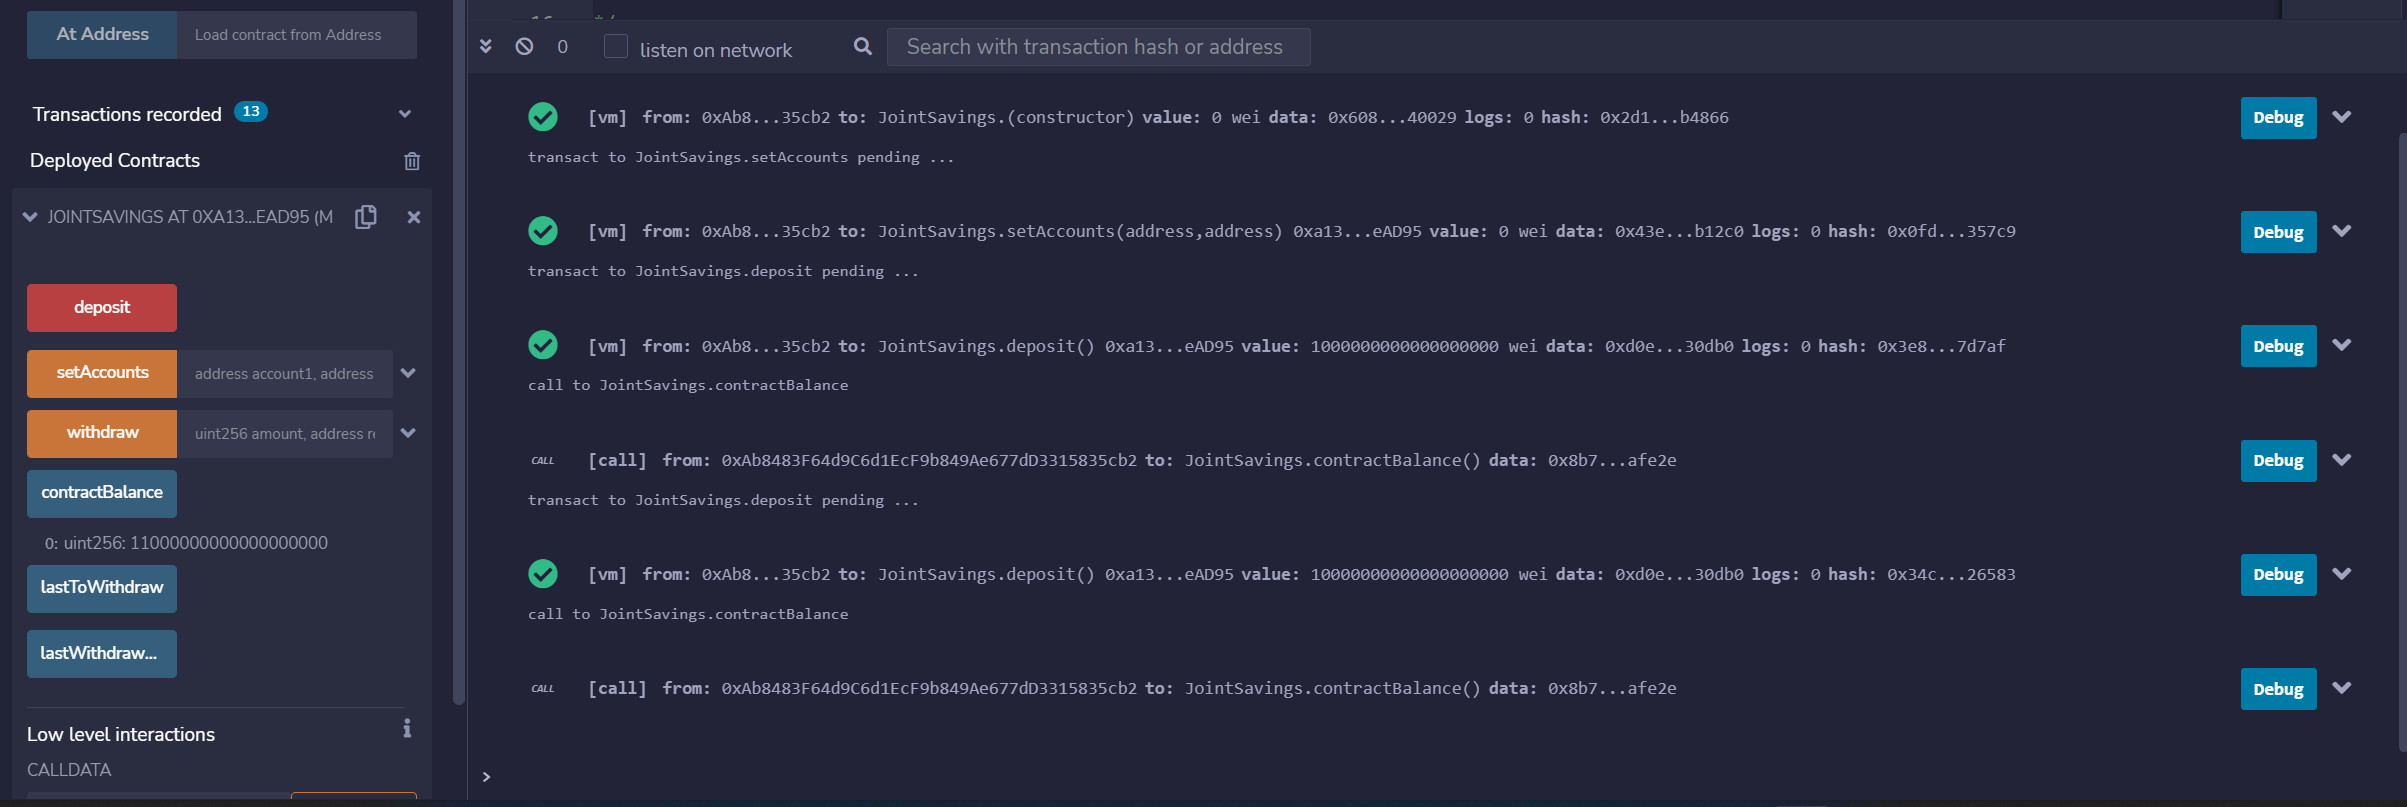 At Address Load contract from Address
Transactions recorded 13
Deployed Contracts
JOINTSAVINGS AT 0XA13...EAD95 (M
deposit
setAccounts address account1, address
withdraw uint256 amount, address re
contractBalance
0: uint256: 11000000000000000000
lastToWithdraw
lastWithdraw...
Low level interactions
CALLDATA
16 */
0 listen on network Search with transaction hash or address
[vm] from: 0xAb8...35cb2 to: JointSavings.(constructor) value: 0 wei data: 0x608...40029 logs: 0 hash: 0x2d1...b4866 Debug
transact to JointSavings.setAccounts pending ...
[vm] from: 0xAb8...35cb2 to: JointSavings.setAccounts(address,address) 0xa13...eAD95 value: 0 wei data: 0x43e...b12c0 logs: 0 hash: 0x0fd...357c9 Debug
transact to JointSavings.deposit pending ...
[vm] from: 0xAb8...35cb2 to: JointSavings.deposit() 0xa13...eAD95 value: 1000000000000000000 wei data: 0xd0e...30db0 logs: 0 hash: 0x3e8...7d7af Debug
call to JointSavings.contractBalance
CALL [call] from: 0xAb8483F64d9C6d1EcF9b849Ae677dD3315835cb2 to: JointSavings.contractBalance() data: 0x8b7...afe2e Debug
transact to JointSavings.deposit pending ...
[vm] from: 0xAb8...35cb2 to: JointSavings.deposit() 0xa13...eAD95 value: 10000000000000000000 wei data: 0xd0e...30db0 logs: 0 hash: 0x34c...26583 Debug
call to JointSavings.contractBalance
CALL [call] from: 0xAb8483F64d9C6d1EcF9b849Ae677dD3315835cb2 to: JointSavings.contractBalance() data: 0x8b7...afe2e Debug
>